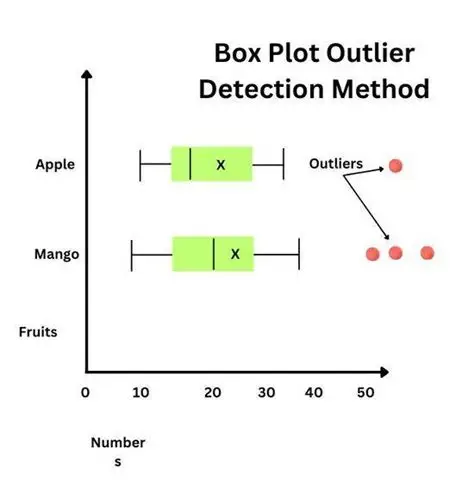 Box Plot Outlier
Detection Method
Apple
X
Outliers
Mango
X
Fruits
0 10 20 30 40 50
Number
s